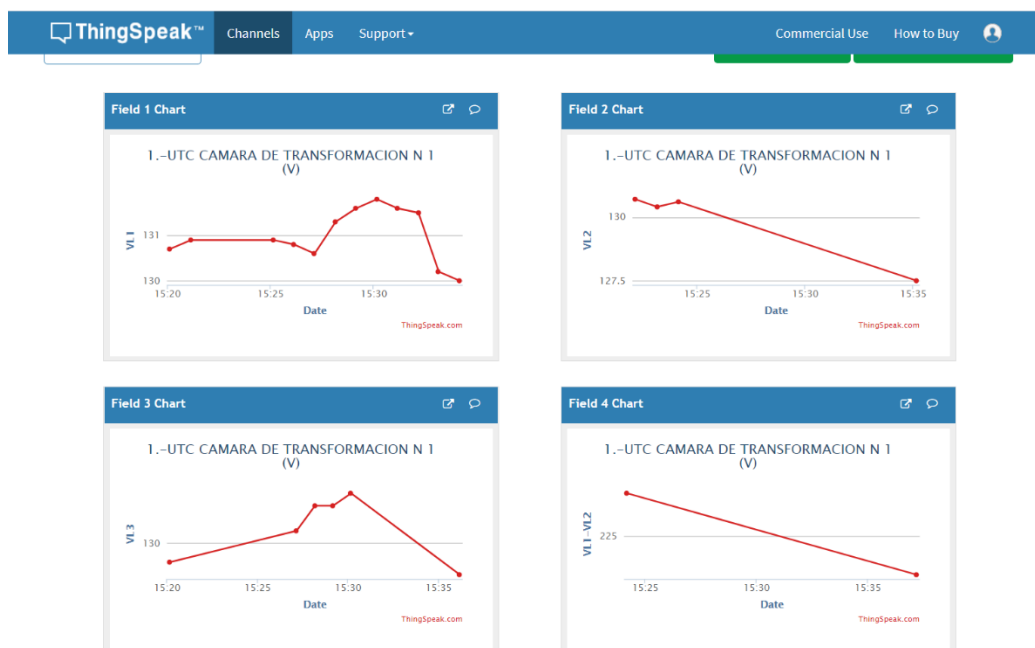 ThingSpeak™ Channels Apps Support Commercial Use How to Buy
Field 1 Chart
1.-UTC CAMARA DE TRANSFORMACION N 1
(V)
VL1
131
130
15:20 15:25 15:30
Date
ThingSpeak.com
Field 2 Chart
1.-UTC CAMARA DE TRANSFORMACION N 1
(V)
VL2
130
127.5
15:25 15:30 15:35
Date
ThingSpeak.com
Field 3 Chart
1.-UTC CAMARA DE TRANSFORMACION N 1
(V)
VL3
130
15:20 15:25 15:30 15:35
Date
ThingSpeak.com
Field 4 Chart
1.-UTC CAMARA DE TRANSFORMACION N 1
(V)
VL1-VL2
225
15:25 15:30 15:35
Date
ThingSpeak.com